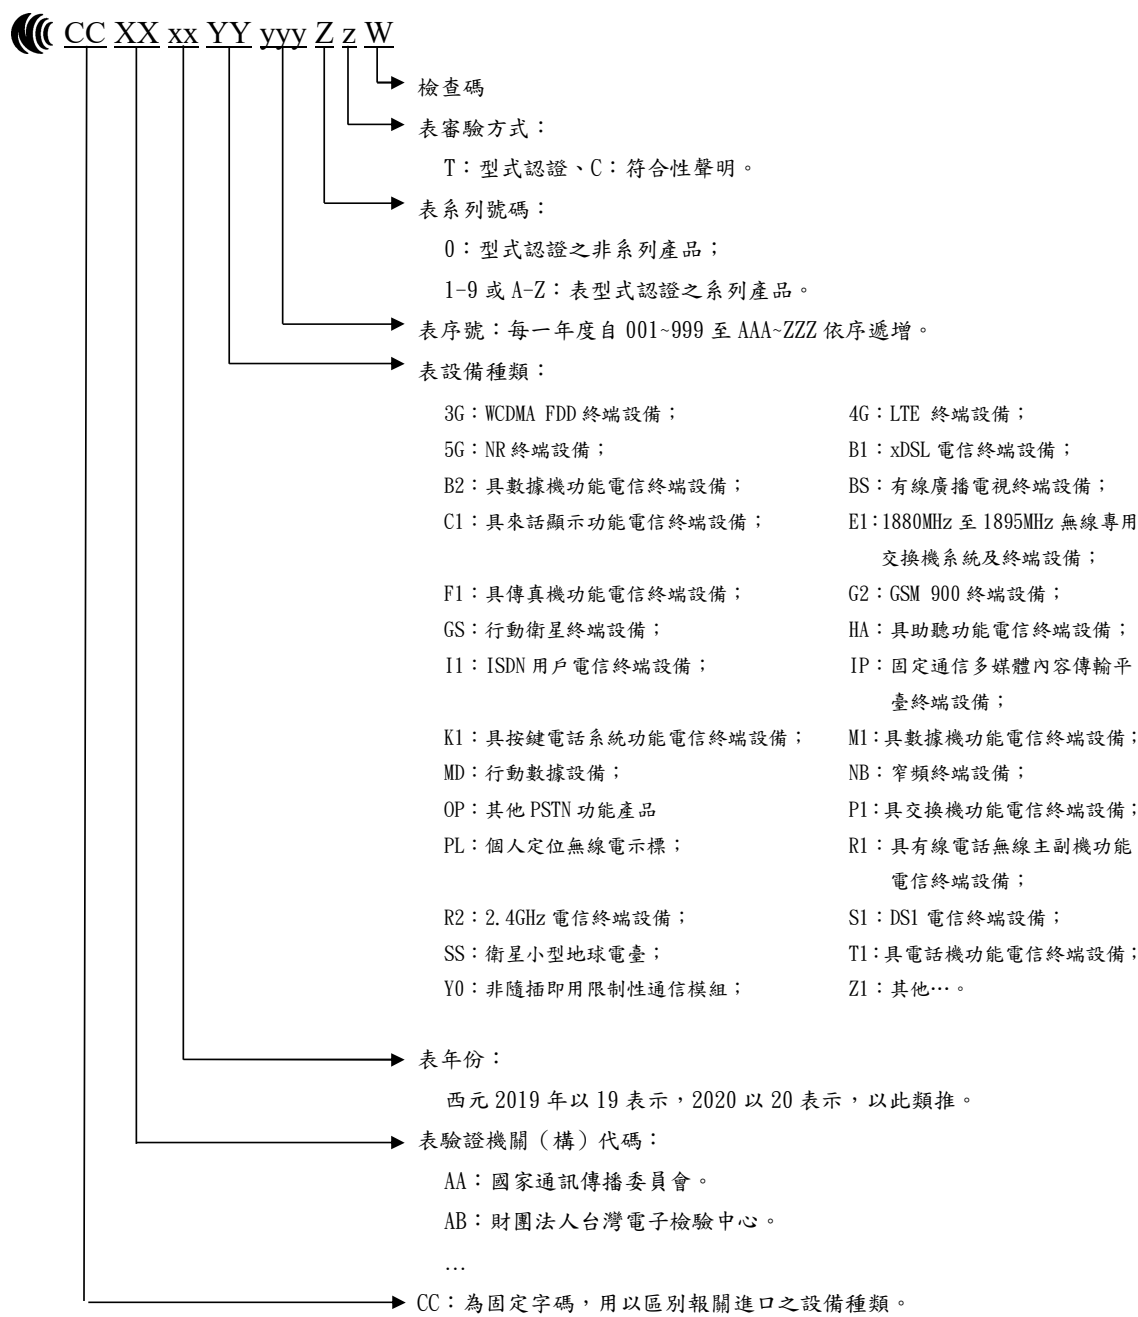 CC XX xx YY yyy Z z W
檢查碼
表審驗方式：
T：型式認證、C：符合性聲明。
表系列號碼：
0：型式認證之非系列產品；
1-9 或 A-Z：表型式認證之系列產品。
表序號：每一年度自 001~999 至 AAA~ZZZ 依序遞增。
表設備種類：
3G：WCDMA FDD 終端設備； 4G：LTE 終端設備；
5G：NR 終端設備； B1：xDSL 電信終端設備；
B2：具數據機功能電信終端設備； BS：有線廣播電視終端設備；
C1：具來話顯示功能電信終端設備； E1：1880MHz 至 1895MHz 無線專用
交換機系統及終端設備；
F1：具傳真機功能電信終端設備； G2：GSM 900 終端設備；
GS：行動衛星終端設備； HA：具助聽功能電信終端設備；
I1：ISDN 用戶電信終端設備； IP：固定通信多媒體內容傳輸平
臺終端設備；
K1：具按鍵電話系統功能電信終端設備； M1：具數據機功能電信終端設備；
MD：行動數據設備； NB：窄頻終端設備；
OP：其他 PSTN 功能產品 P1：具交換機功能電信終端設備；
PL：個人定位無線電示標； R1：具有線電話無線主副機功能
電信終端設備；
R2：2.4GHz 電信終端設備； S1：DS1 電信終端設備；
SS：衛星小型地球電臺； T1：具電話機功能電信終端設備；
Y0：非隨插即用限制性通信模組； Z1：其他…。
表年份：
西元 2019 年以 19 表示，2020 以 20 表示，以此類推。
表驗證機關（構）代碼：
AA：國家通訊傳播委員會。
AB：財團法人台灣電子檢驗中心。
…
CC：為固定字碼，用以區別報關進口之設備種類。